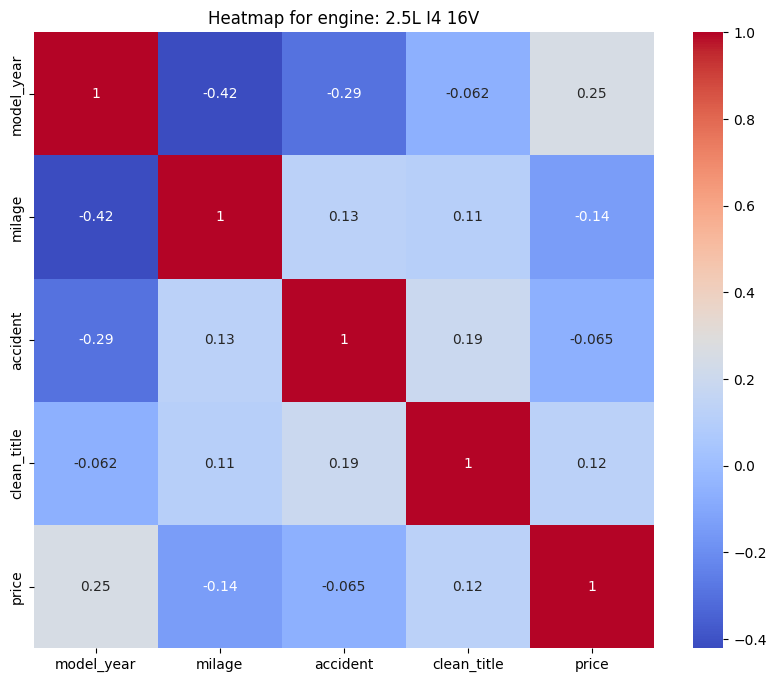 Heatmap for engine: 2.5L I4 16V
model_year 1 -0.42 -0.29 -0.062 0.25
milage -0.42 1 0.13 0.11 -0.14
accident -0.29 0.13 1 0.19 -0.065
clean_title -0.062 0.11 0.19 1 0.12
price 0.25 -0.14 -0.065 0.12 1
model_year milage accident clean_title price
1.0
0.8
0.6
0.4
0.2
0.0
−0.2
−0.4